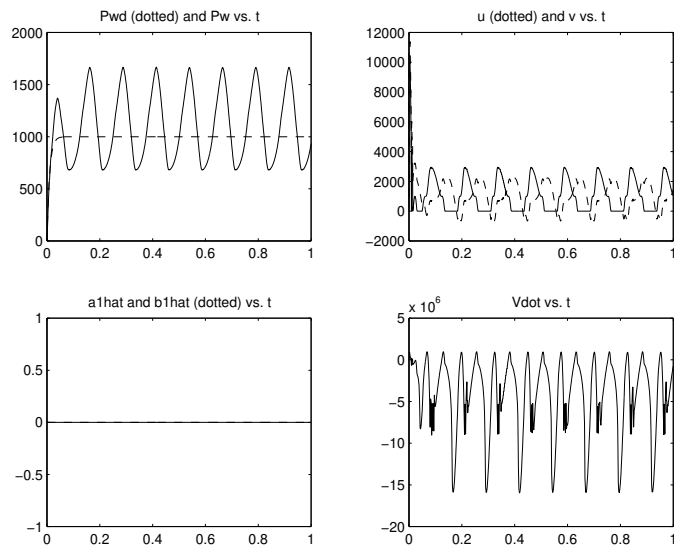 Pwd (dotted) and Pw vs. t
2000
1500
1000
500
0
0 0.2 0.4 0.6 0.8 1
u (dotted) and v vs. t
12000
10000
8000
6000
4000
2000
0
−2000
0 0.2 0.4 0.6 0.8 1
a1hat and b1hat (dotted) vs. t
1
0.5
0
−0.5
−1
0 0.2 0.4 0.6 0.8 1
Vdot vs. t
x 10^6
5
0
−5
−10
−15
−20
0 0.2 0.4 0.6 0.8 1